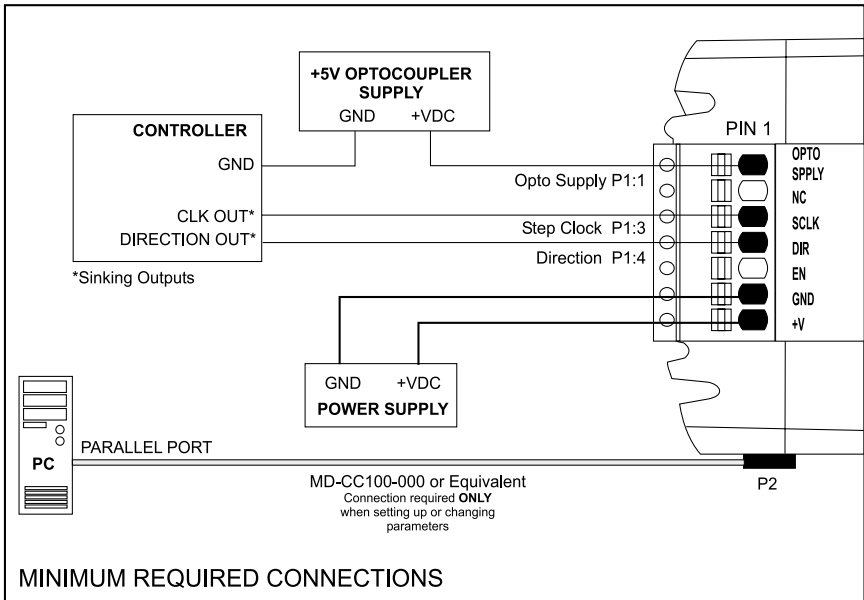 +5V OPTOCOUPLER
SUPPLY
GND +VDC
CONTROLLER
GND
CLK OUT*
DIRECTION OUT*
*Sinking Outputs
PIN 1
Opto Supply P1:1
Step Clock P1:3
Direction P1:4
OPTO
SPPLY
NC
SCLK
DIR
EN
GND
+V
GND +VDC
POWER SUPPLY
PC
PARALLEL PORT
MD-CC100-000 or Equivalent
Connection required ONLY
when setting up or changing
parameters
P2
MINIMUM REQUIRED CONNECTIONS